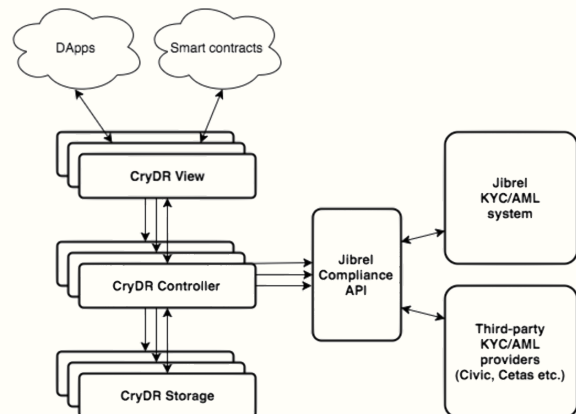 DApps
Smart contracts
CryDR View
CryDR Controller
CryDR Storage
Jibrel
Compliance
API
Jibrel
KYC/AML
system
Third-party
KYC/AML
providers
(Civic, Cetas etc.)